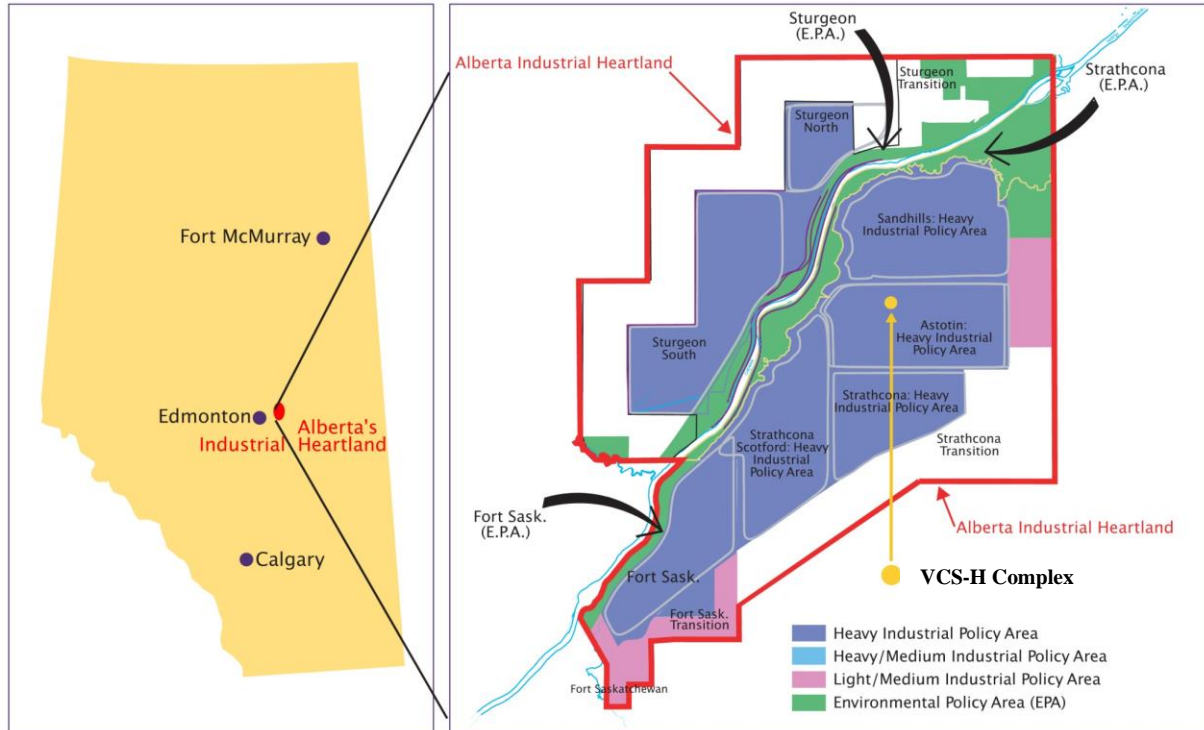 Fort McMurray
Edmonton
Industrial
Alberta's
Heartland
Calgary
Alberta Industrial Heartland
Sturgeon
(E.P.A.)
Sturgeon
Transition
Strathcona
(E.P.A.)
Sturgeon
North
Sandhills: Heavy
Industrial Policy Area
Astotin:
Heavy Industrial
Policy Area
Sturgeon
South
Strathcona: Heavy
Industrial Policy Area
Strathcona
Scotford: Heavy
Industrial
Policy Area
Strathcona
Transition
Fort Sask.
(E.P.A.)
Alberta Industrial Heartland
Fort Sask.
VCS-H Complex
Fort Sask.
Transition
Fort Saskatchewan
Heavy Industrial Policy Area
Heavy/Medium Industrial Policy Area
Light/Medium Industrial Policy Area
Environmental Policy Area (EPA)